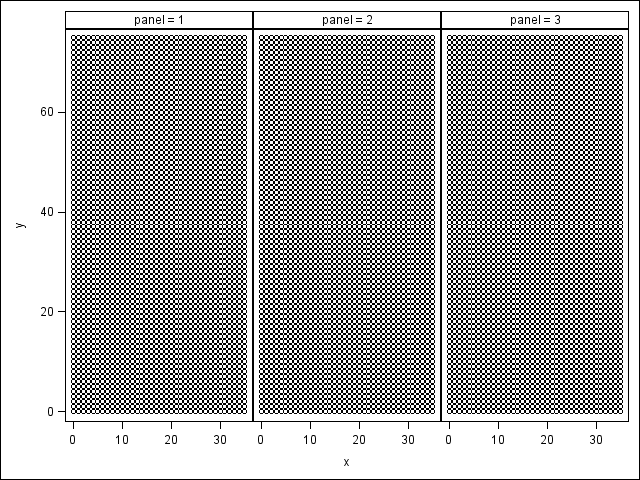 panel = 1
panel = 2
panel = 3
60
40
20
0
y
0 10 20 30
0 10 20 30
0 10 20 30
x